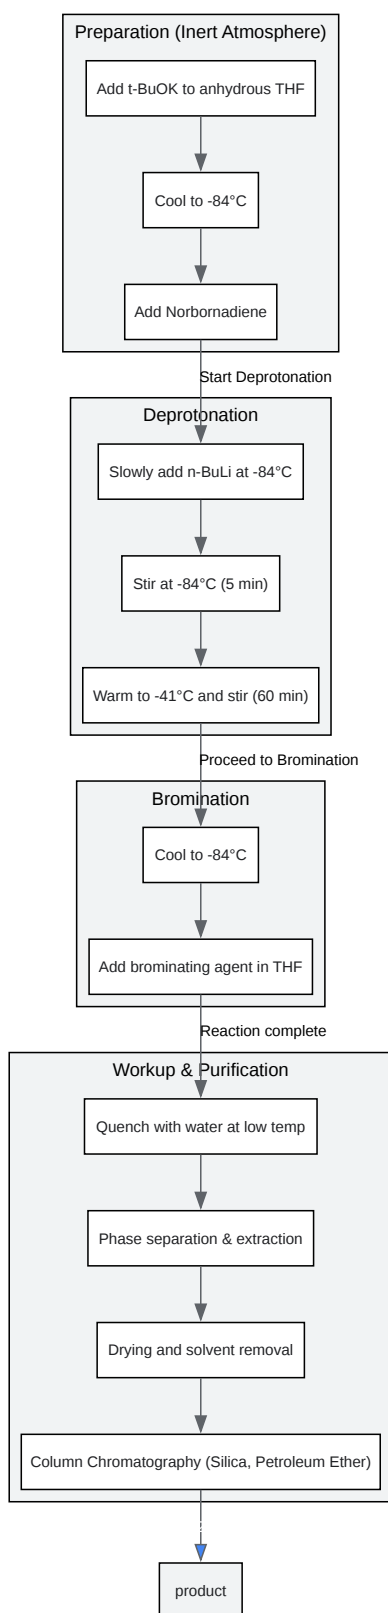 Preparation (Inert Atmosphere)
Add t-BuOK to anhydrous THF
Cool to -84°C
Add Norbornadiene
Start Deprotonation
Deprotonation
Slowly add n-BuLi at -84°C
Stir at -84°C (5 min)
Warm to -41°C and stir (60 min)
Proceed to Bromination
Bromination
Cool to -84°C
Add brominating agent in THF
Reaction complete
Workup & Purification
Quench with water at low temp
Phase separation & extraction
Drying and solvent removal
Column Chromatography (Silica, Petroleum Ether)
product